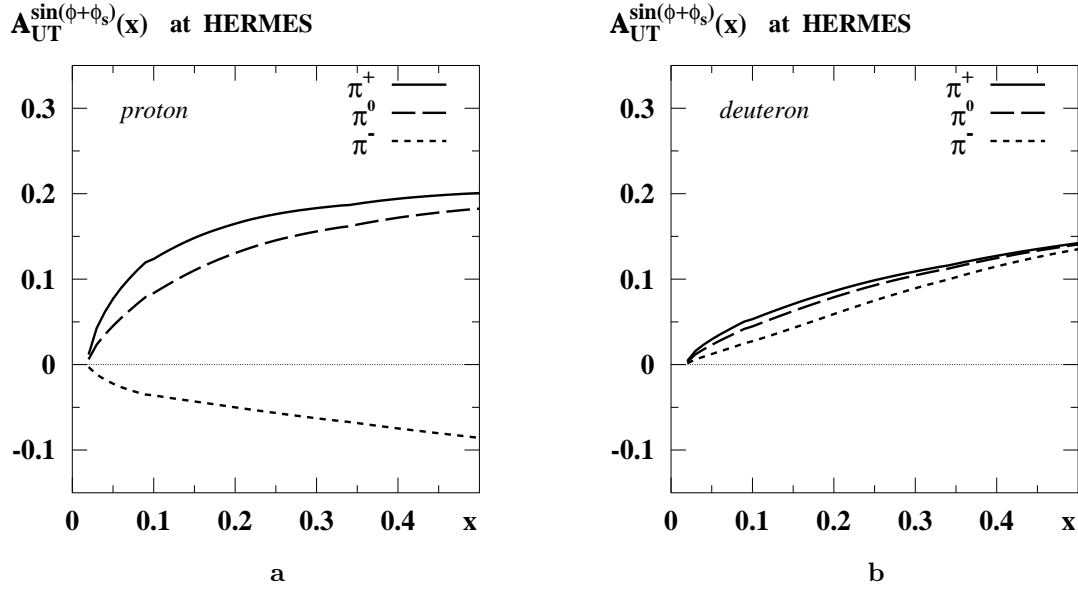 A_UT^sin(ϕ+ϕ_s)(x) at HERMES
0.3
0.2
0.1
0
-0.1
proton
π+
π0
π-
0 0.1 0.2 0.3 0.4 x
a
A_UT^sin(ϕ+ϕ_s)(x) at HERMES
0.3
0.2
0.1
0
-0.1
deuteron
π+
π0
π-
0 0.1 0.2 0.3 0.4 x
b